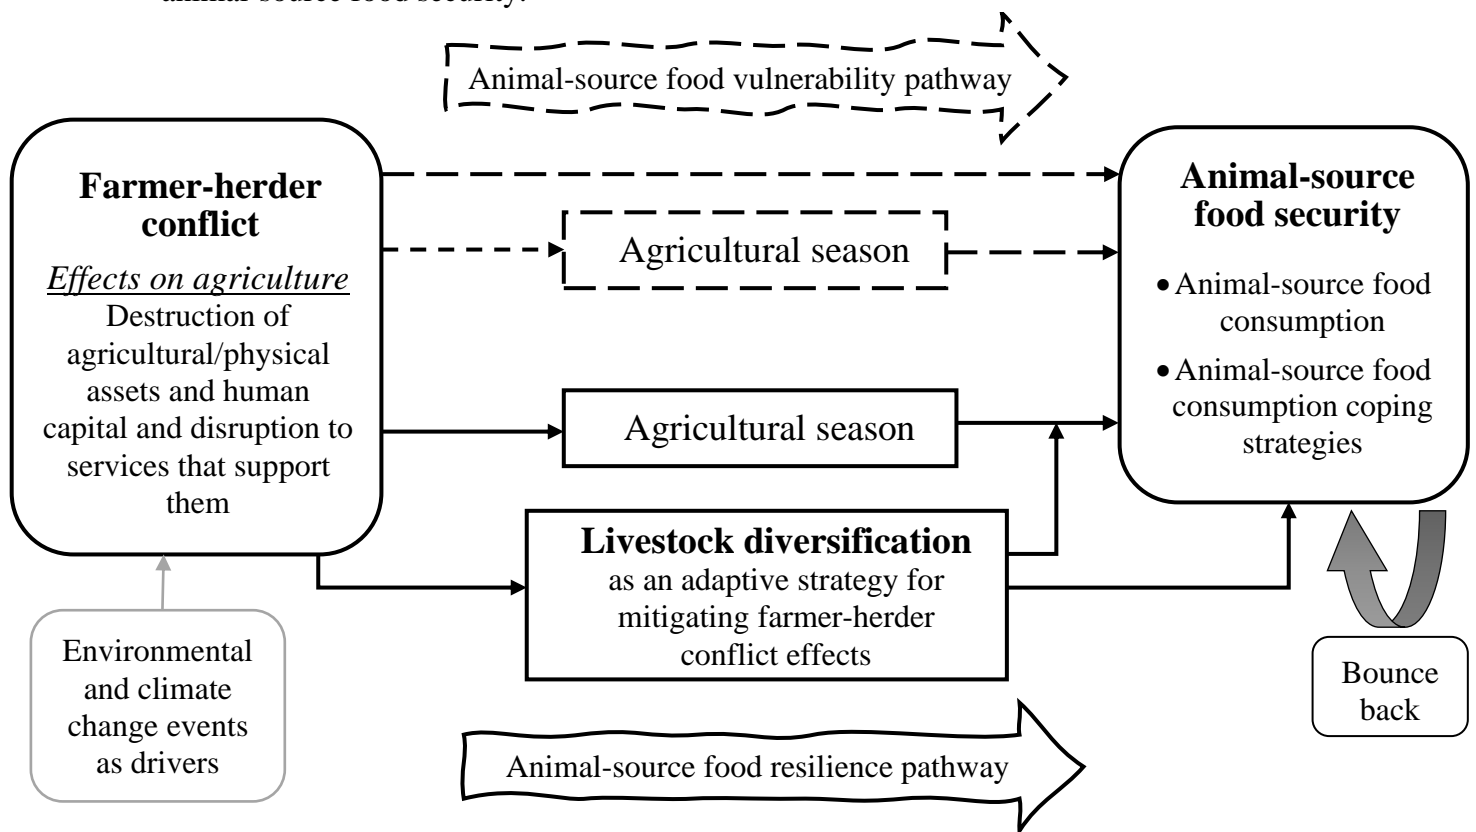 animal-source food security.
Animal-source food vulnerability pathway
Farmer-herder
conflict
Effects on agriculture
Destruction of
agricultural/physical
assets and human
capital and disruption to
services that support
them
Agricultural season
Agricultural season
Livestock diversification
as an adaptive strategy for
mitigating farmer-herder
conflict effects
Animal-source
food security
• Animal-source food
consumption
• Animal-source food
consumption coping
strategies
Environmental
and climate
change events
as drivers
Bounce
back
Animal-source food resilience pathway